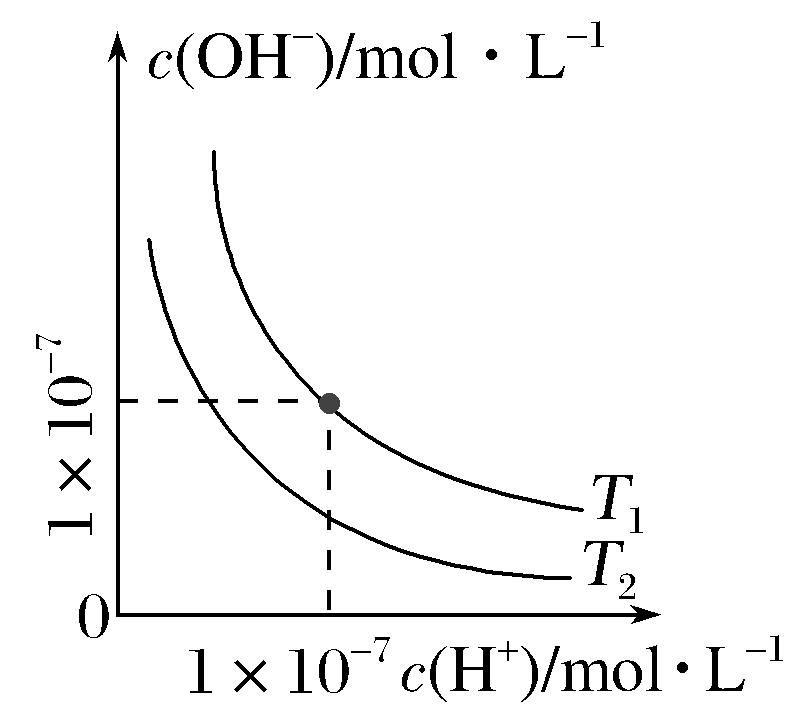 c(OH⁻)/mol·L⁻¹
1×10⁻⁷
T₁
T₂
0
1×10⁻⁷ c(H⁺)/mol·L⁻¹